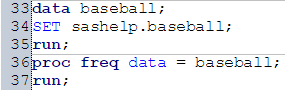 33 data baseball;
34 SET sashelp.baseball;
35 run;
36 proc freq data = baseball;
37 run;